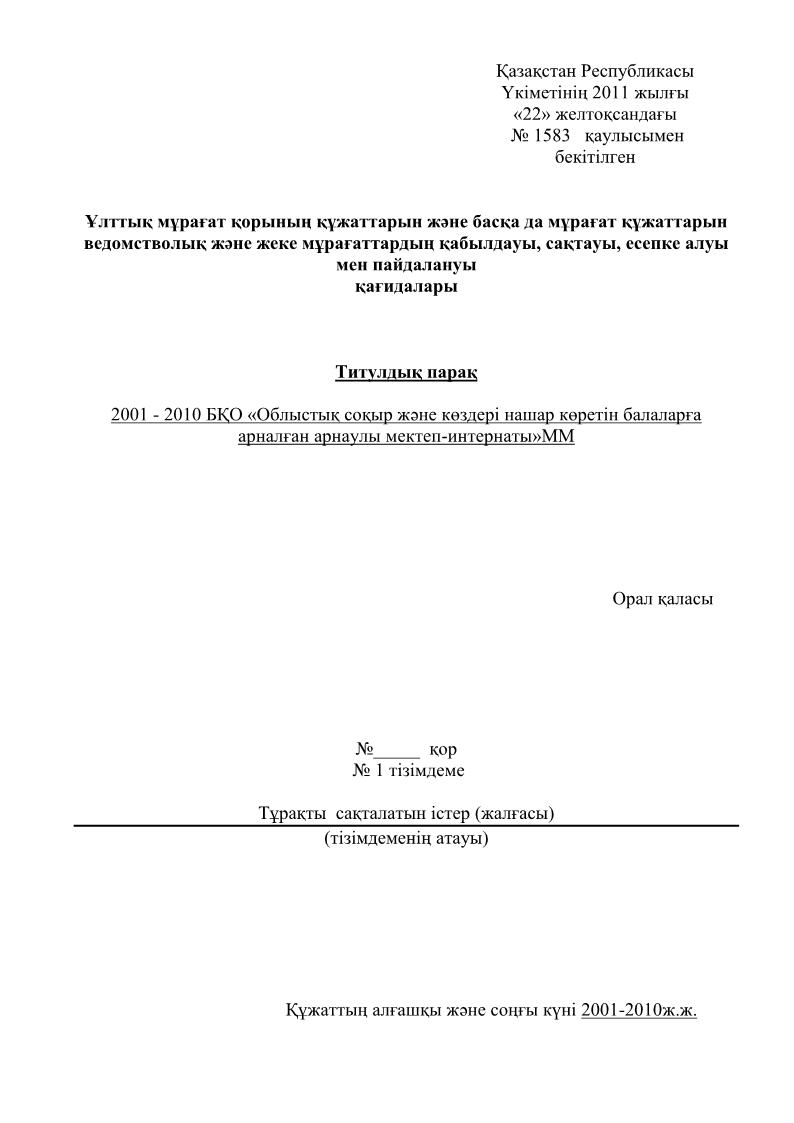 Қазақстан Республикасы
Үкіметінің 2011 жылғы
«22» желтоқсандағы
№ 1583 қаулысымен
бекітілген
Ұлттық мұрағат қорының құжаттарын және басқа да мұрағат құжаттарын
ведомстволық және жеке мұрағаттардың қабылдауы, сақтауы, есепке алуы
мен пайдалануы
қағидалары
Титулдық парақ
2001 - 2010 БҚО «Облыстық соқыр және көздері нашар көретін балаларға
арналған арнаулы мектеп-интернаты»ММ
Орал қаласы
№_____ қор
№ 1 тізімдеме
Тұрақты сақталатын істер (жалғасы)
(тізімдеменің атауы)
Құжаттың алғашқы және соңғы күні 2001-2010ж.ж.